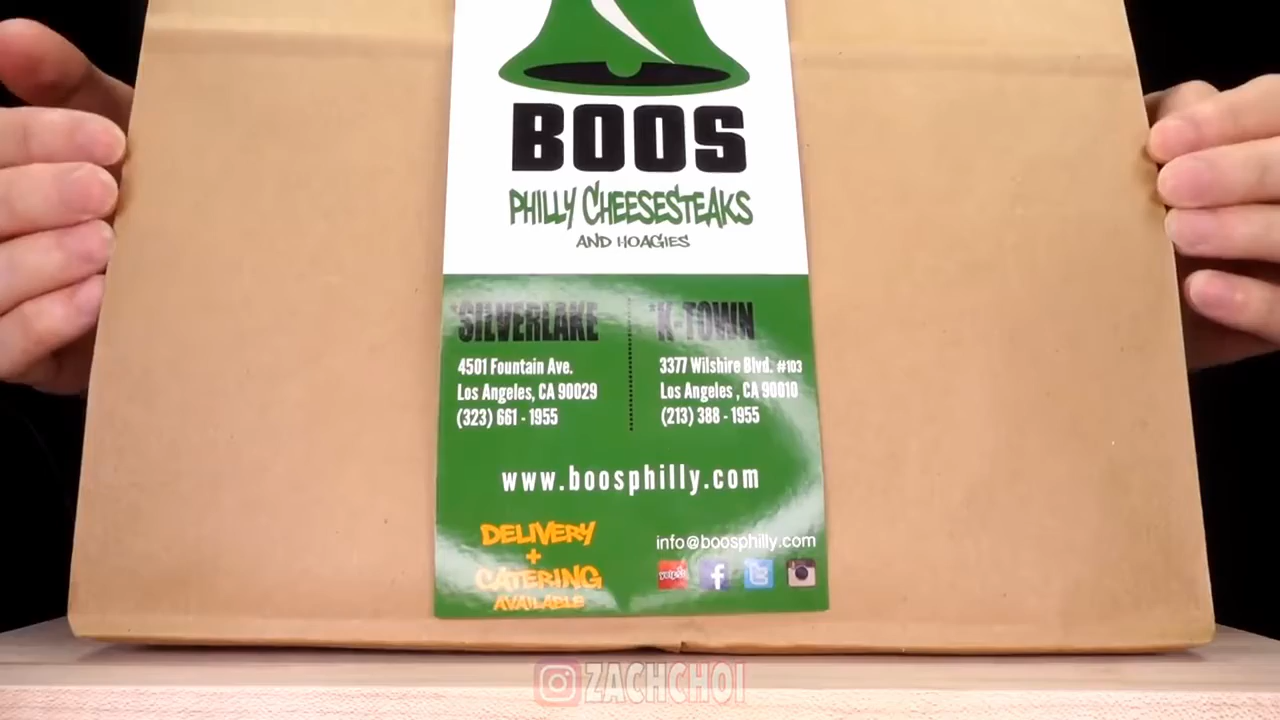 BOOS
PHILLY CHEESESTEAKS
AND HOAGIES
*SILVERLAKE
4501 Fountain Ave.
Los Angeles, CA 90029
(323) 661 - 1955
*K-TOWN
3377 Wilshire Blvd. #103
Los Angeles , CA 90010
(213) 388 - 1955
www.boosphilly.com
DELIVERY
+
CATERING
AVAILABLE
info@boosphilly.com
yelp
f
ZACHCHOI